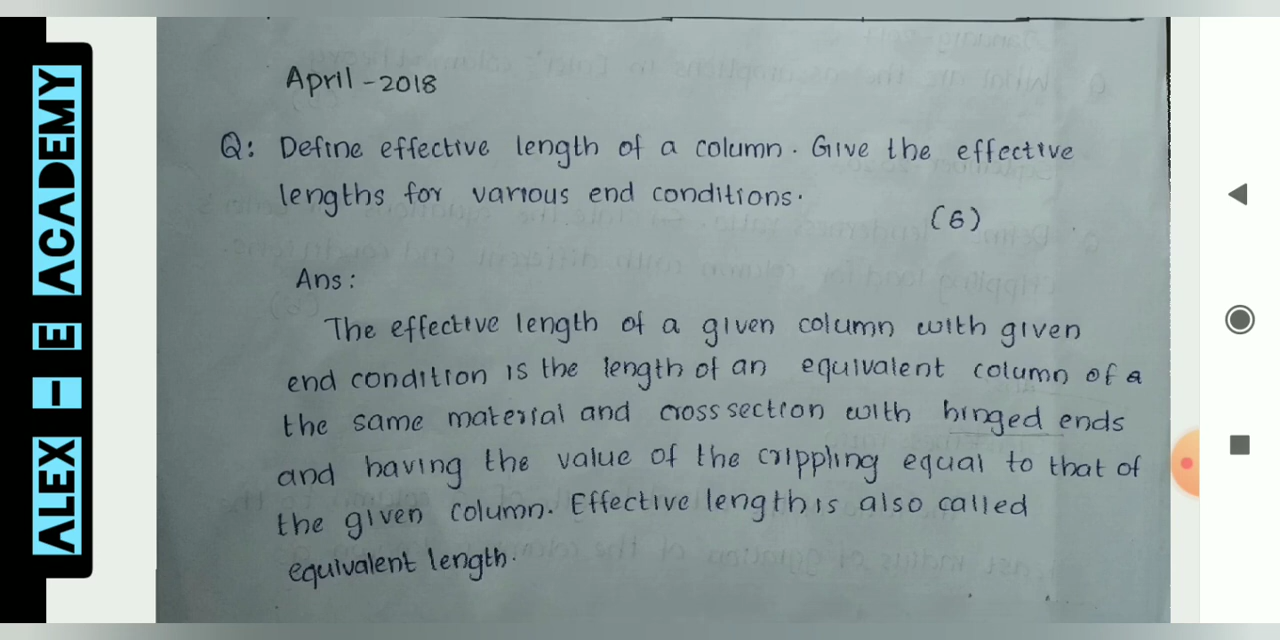 April - 2018
Q: Define effective length of a column. Give the effective
lengths for various end conditions.
(6)
Ans:
The effective length of a given column with given
end condition is the length of an equivalent column of a
the same material and cross section with hinged ends
and having the value of the crippling equal to that of
the given column. Effective length is also called
equivalent length.
ALEX - E ACADEMY